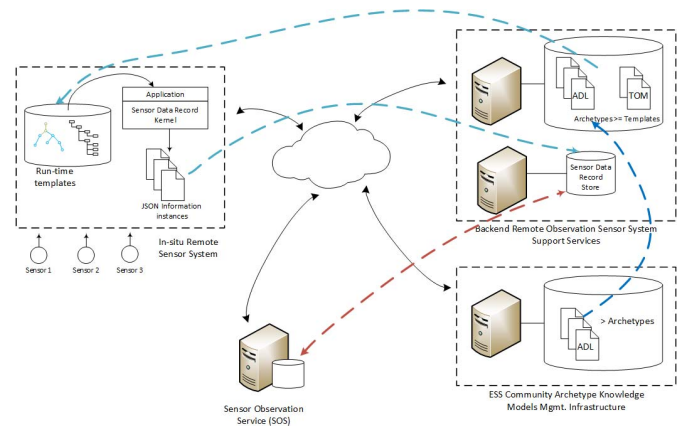 Application
Sensor Data Record
Kernel
Run-time
templates
JSON Information
instances
In-situ Remote
Sensor System
Sensor 1
Sensor 2
Sensor 3
ADL
TOM
Archetypes>= Templates
Sensor Data
Record
Store
Backend Remote Observation Sensor System
Support Services
ADL
> Archetypes
ESS Community Archetype Knowledge
Models Mgmt. Infrastructure
Sensor Observation
Service (SOS)